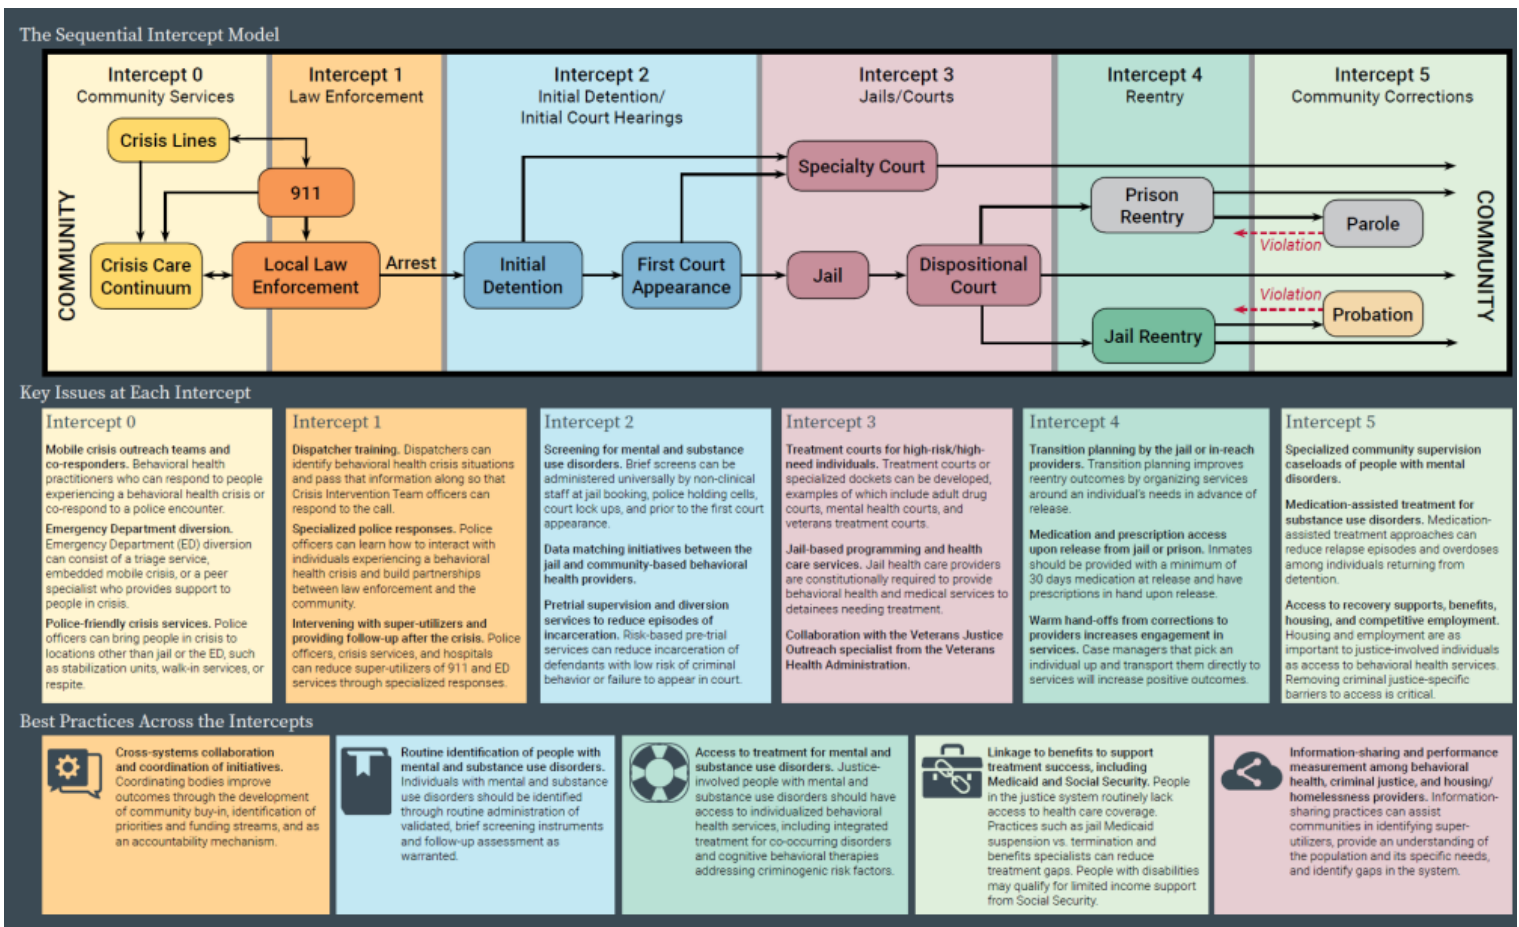 The Sequential Intercept Model
Intercept 0
Community Services
Intercept 1
Law Enforcement
Intercept 2
Initial Detention/
Initial Court Hearings
Intercept 3
Jails/Courts
Intercept 4
Reentry
Intercept 5
Community Corrections
COMMUNITY
Crisis Lines
911
Crisis Care
Continuum
Local Law
Enforcement
Arrest
Initial
Detention
First Court
Appearance
Specialty Court
Jail
Dispositional
Court
Prison
Reentry
Jail Reentry
Parole
Violation
Violation
Probation
COMMUNITY
Key Issues at Each Intercept
Intercept 0
Mobile crisis outreach teams and
co-responders. Behavioral health
practitioners who can respond to people
experiencing a behavioral health crisis or
co-respond to a police encounter.
Emergency Department diversion.
Emergency Department (ED) diversion
can consist of a triage service,
embedded mobile crisis, or a peer
specialist who provides support to
people in crisis.
Police-friendly crisis services. Police
officers can bring people in crisis to
locations other than jail or the ED, such
as stabilization units, walk-in services, or
respite.
Intercept 1
Dispatcher training. Dispatchers can
identify behavioral health crisis situations
and pass that information along so that
Crisis Intervention Team officers can
respond to the call.
Specialized police responses. Police
officers can learn how to interact with
individuals experiencing a behavioral
health crisis and build partnerships
between law enforcement and the
community.
Intervening with super-utilizers and
providing follow-up after the crisis. Police
officers, crisis services, and hospitals
can reduce super-utilizers of 911 and ED
services through specialized responses.
Intercept 2
Screening for mental and substance
use disorders. Brief screens can be
administered universally by non-clinical
staff at jail booking, police holding cells,
court lock ups, and prior to the first court
appearance.
Data matching initiatives between the
jail and community-based behavioral
health providers.
Pretrial supervision and diversion
services to reduce episodes of
incarceration. Risk-based pre-trial
services can reduce incarceration of
defendants with low risk of criminal
behavior or failure to appear in court.
Intercept 3
Treatment courts for high-risk/high-
need individuals. Treatment courts or
specialized dockets can be developed,
examples of which include adult drug
courts, mental health courts, and
veterans treatment courts.
Jail-based programming and health
care services. Jail health care providers
are constitutionally required to provide
behavioral health and medical services to
detainees needing treatment.
Collaboration with the Veterans Justice
Outreach specialist from the Veterans
Health Administration.
Intercept 4
Transition planning by the jail or in-reach
providers. Transition planning improves
reentry outcomes by organizing services
around an individual's needs in advance of
release.
Medication and prescription access
upon release from jail or prison. Inmates
should be provided with a minimum of
30 days medication at release and have
prescriptions in hand upon release.
Warm hand-offs from corrections to
providers increases engagement in
services. Case managers that pick an
individual up and transport them directly to
services will increase positive outcomes.
Intercept 5
Specialized community supervision
caseloads of people with mental
disorders.
Medication-assisted treatment for
substance use disorders. Medication-
assisted treatment approaches can
reduce relapse episodes and overdoses
among individuals returning from
detention.
Access to recovery supports, benefits,
housing, and competitive employment.
Housing and employment are as
important to justice-involved individuals
as access to behavioral health services.
Removing criminal justice-specific
barriers to access is critical.
Best Practices Across the Intercepts
Cross-systems collaboration
and coordination of initiatives.
Coordinating bodies improve
outcomes through the development
of community buy-in, identification of
priorities and funding streams, and as
an accountability mechanism.
Routine identification of people with
mental and substance use disorders.
Individuals with mental and substance
use disorders should be identified
through routine administration of
validated, brief screening instruments
and follow-up assessment as
warranted.
Access to treatment for mental and
substance use disorders. Justice-
involved people with mental and
substance use disorders should have
access to individualized behavioral
health services, including integrated
treatment for co-occurring disorders
and cognitive behavioral therapies
addressing criminogenic risk factors.
Linkage to benefits to support
treatment success, including
Medicaid and Social Security. People
in the justice system routinely lack
access to health care coverage.
Practices such as jail Medicaid
suspension vs. termination and
benefits specialists can reduce
treatment gaps. People with disabilities
may qualify for limited income support
from Social Security.
Information-sharing and performance
measurement among behavioral
health, criminal justice, and housing/
homelessness providers. Information-
sharing practices can assist
communities in identifying super-
utilizers, provide an understanding of
the population and its specific needs,
and identify gaps in the system.